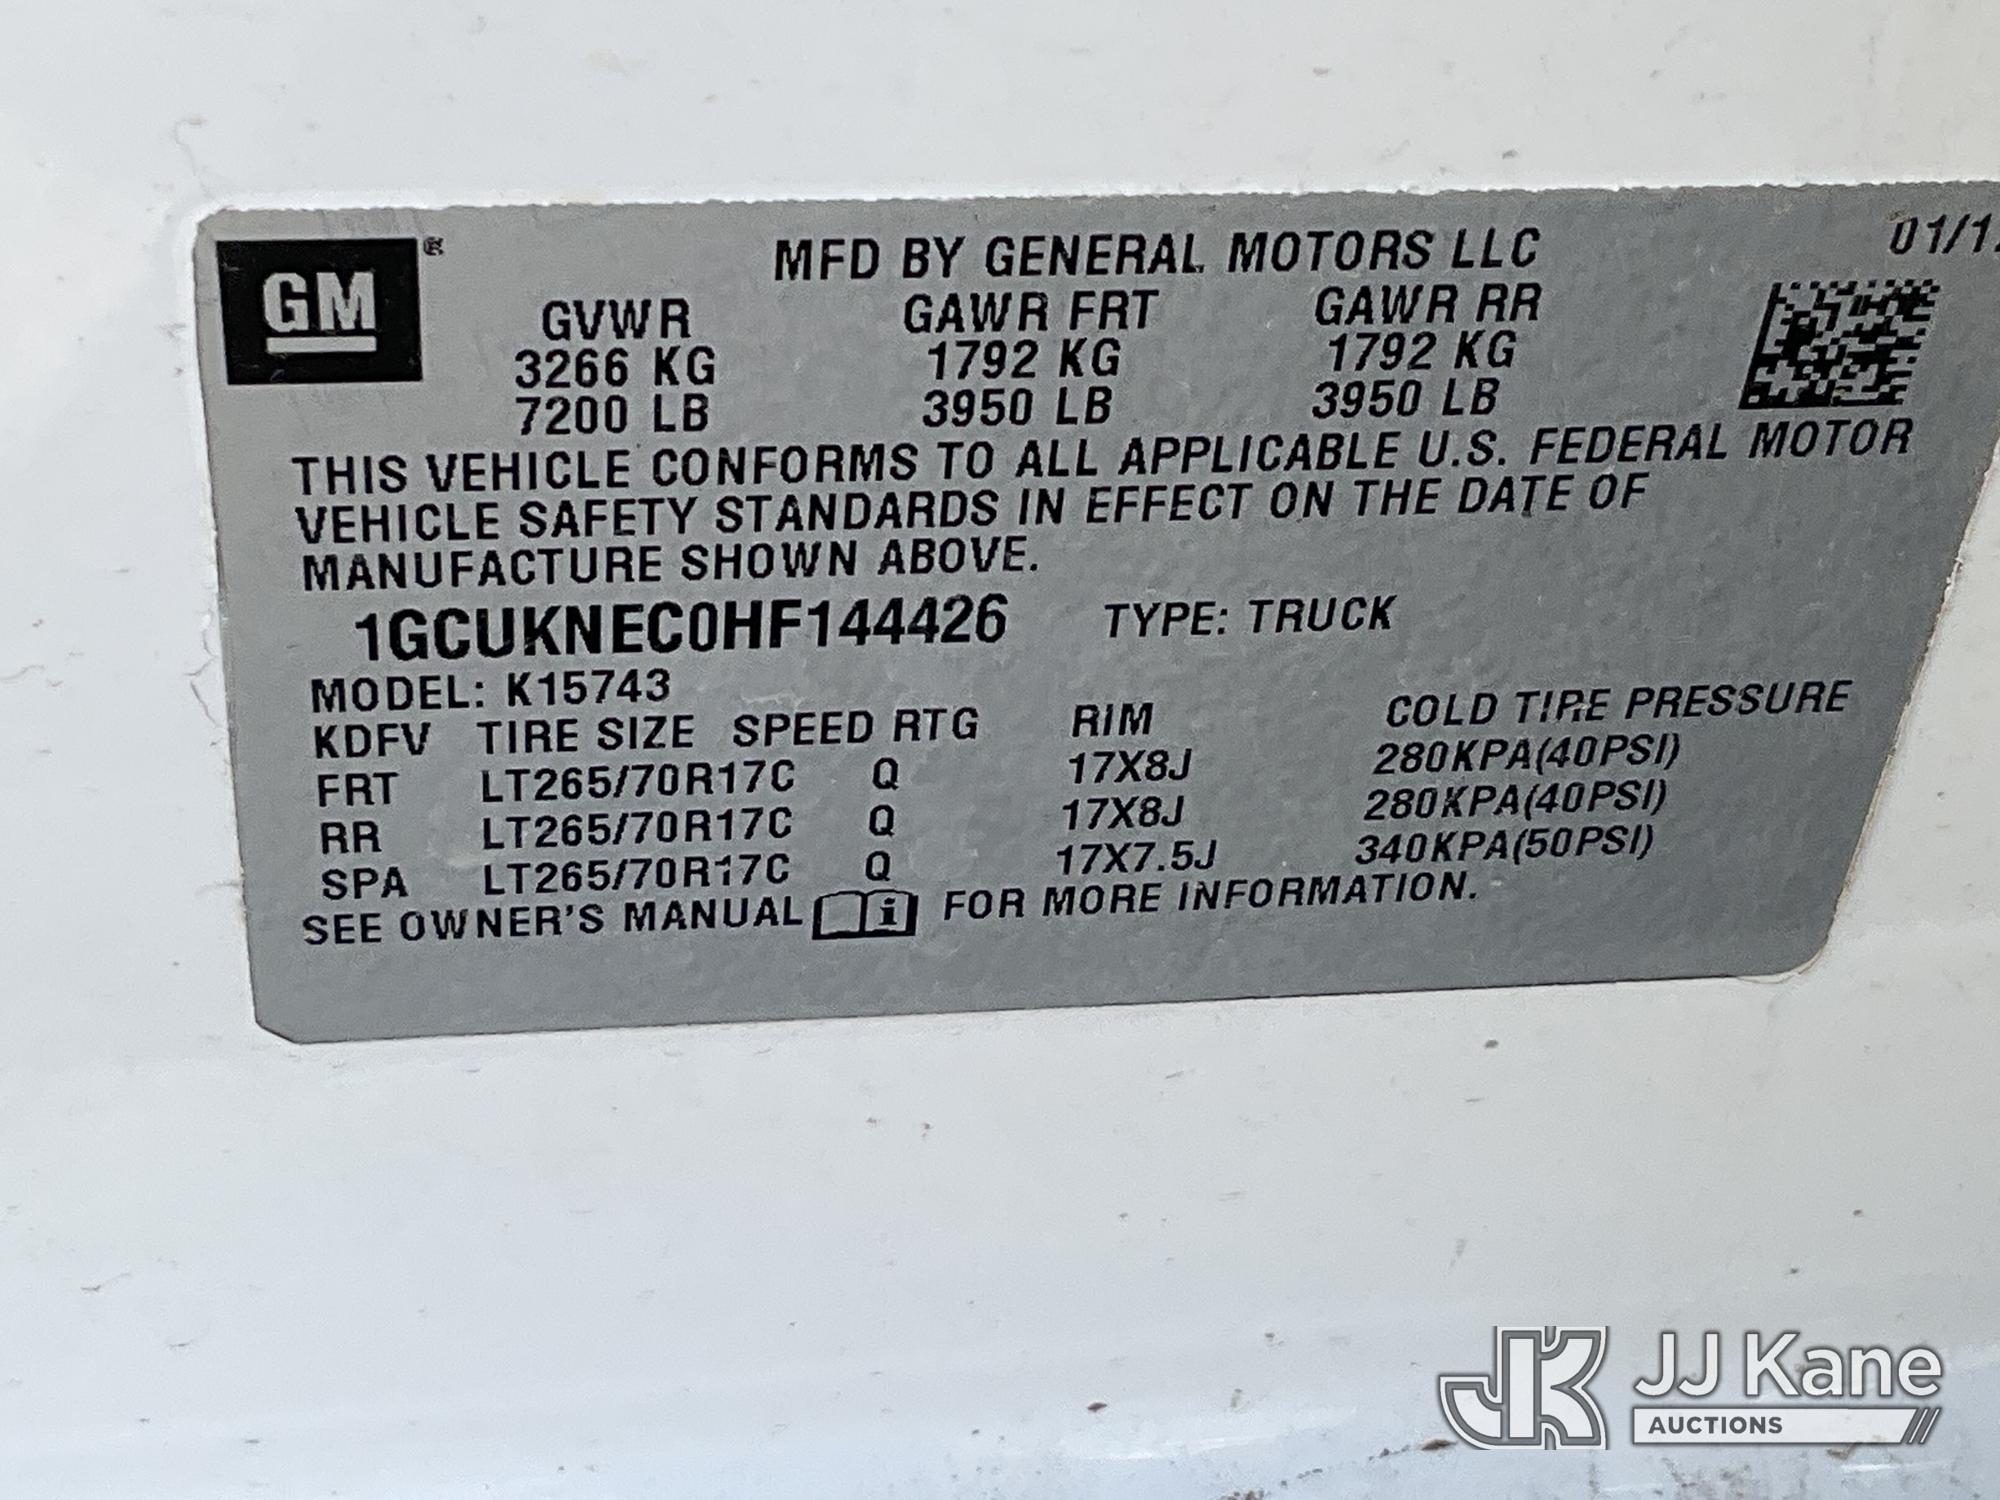 GM ®
MFD BY GENERAL MOTORS LLC 01/1
GVWR GAWR FRT GAWR RR
3266 KG 1792 KG 1792 KG
7200 LB 3950 LB 3950 LB
THIS VEHICLE CONFORMS TO ALL APPLICABLE U.S. FEDERAL MOTOR
VEHICLE SAFETY STANDARDS IN EFFECT ON THE DATE OF
MANUFACTURE SHOWN ABOVE.
1GCUKNEC0HF144426 TYPE: TRUCK
MODEL: K15743
KDFV TIRE SIZE SPEED RTG RIM COLD TIRE PRESSURE
FRT LT265/70R17C Q 17X8J 280KPA(40PSI)
RR LT265/70R17C Q 17X8J 280KPA(40PSI)
SPA LT265/70R17C Q 17X7.5J 340KPA(50PSI)
SEE OWNER'S MANUAL i FOR MORE INFORMATION.
JK JJ Kane
AUCTIONS